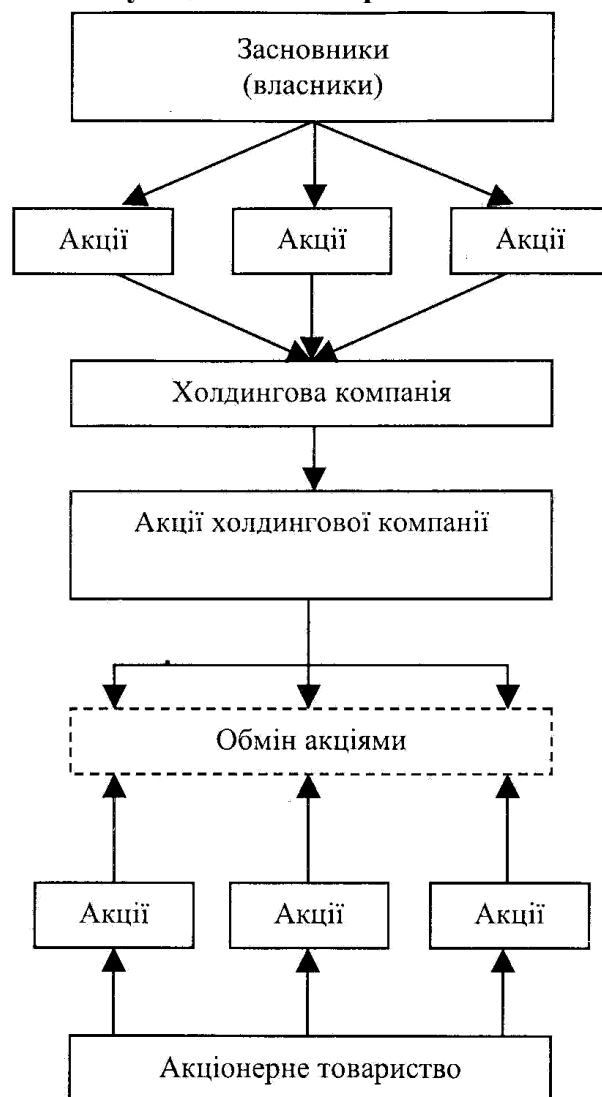 Засновники
(власники)
Акції Акції Акції
Холдингова компанія
Акції холдингової компанії
Обмін акціями
Акції Акції Акції
Акціонерне товариство